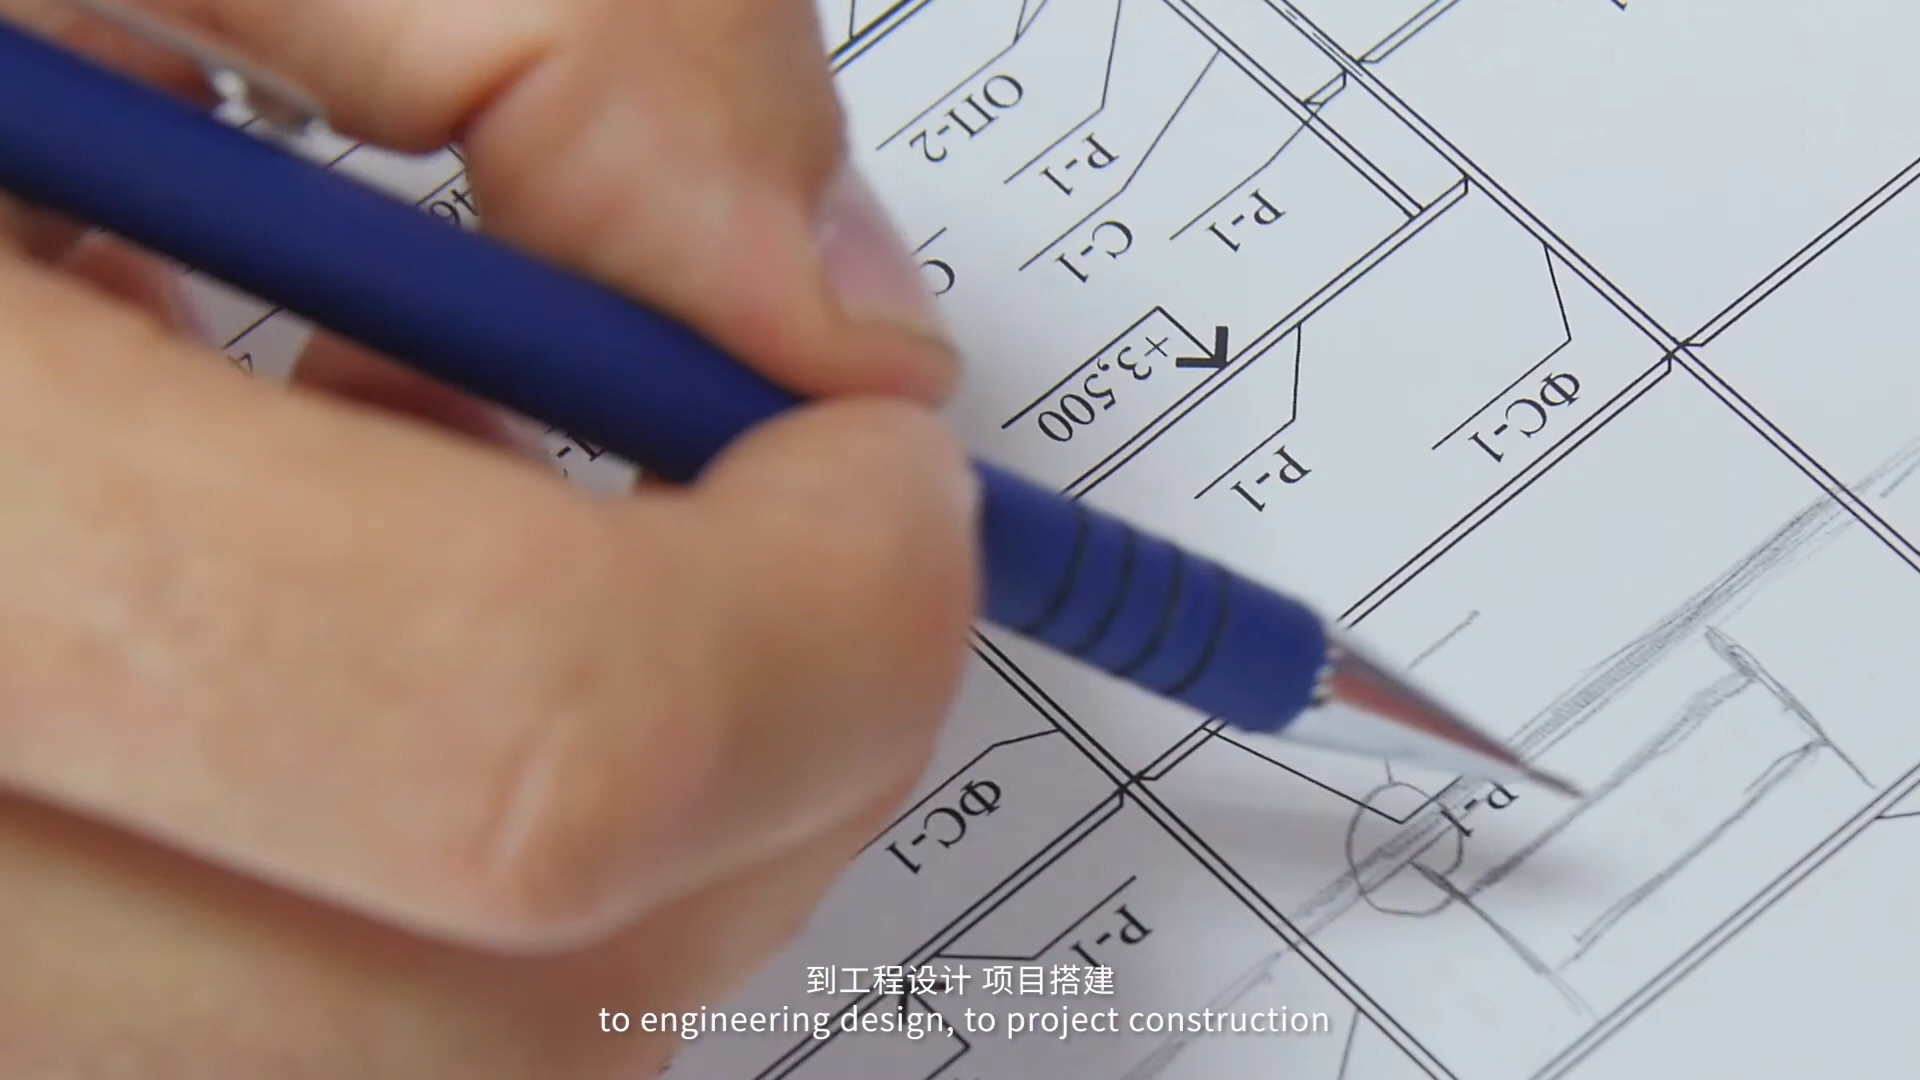 ОП-2
Р-1
С-1
Р-1
С
+3,500
Р-1
ФС-1
Р-1
ФС-1
Р-1
到工程设计 项目搭建
to engineering design, to project construction